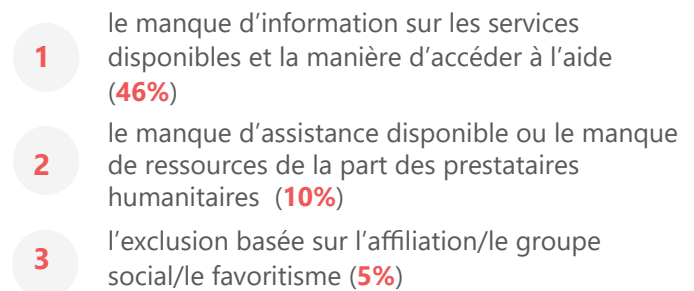 le manque d’information sur les services
1 disponibles et la manière d’accéder à l’aide
(46%)
le manque d’assistance disponible ou le manque
2 de ressources de la part des prestataires
humanitaires (10%)
l’exclusion basée sur l’affiliation/le groupe
3 social/le favoritisme (5%)